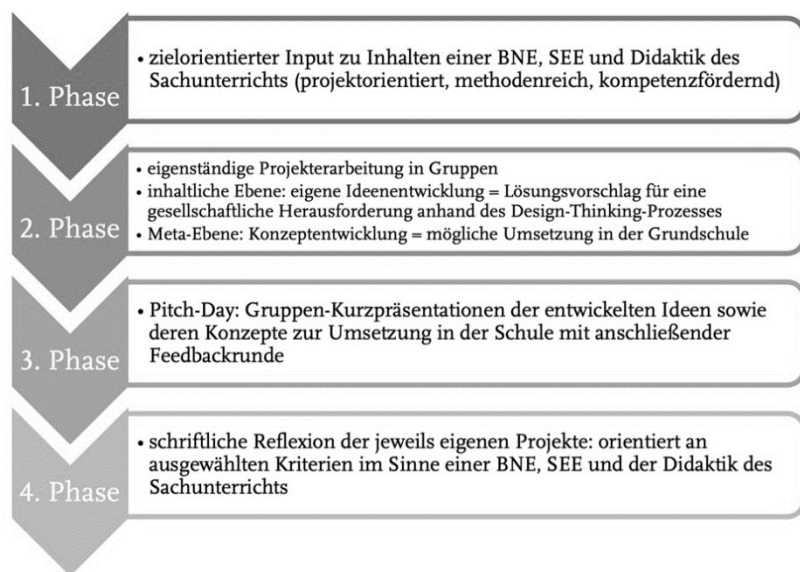 1. Phase
• zielorientierter Input zu Inhalten einer BNE, SEE und Didaktik des
Sachunterrichts (projektorientiert, methodenreich, kompetenzfördernd)
2. Phase
• eigenständige Projekterarbeitung in Gruppen
• inhaltliche Ebene: eigene Ideenentwicklung = Lösungsvorschlag für eine
gesellschaftliche Herausforderung anhand des Design-Thinking-Prozesses
• Meta-Ebene: Konzeptentwicklung = mögliche Umsetzung in der Grundschule
3. Phase
• Pitch-Day: Gruppen-Kurzpräsentationen der entwickelten Ideen sowie
deren Konzepte zur Umsetzung in der Schule mit anschließender
Feedbackrunde
4. Phase
• schriftliche Reflexion der jeweils eigenen Projekte: orientiert an
ausgewählten Kriterien im Sinne einer BNE, SEE und der Didaktik des
Sachunterrichts